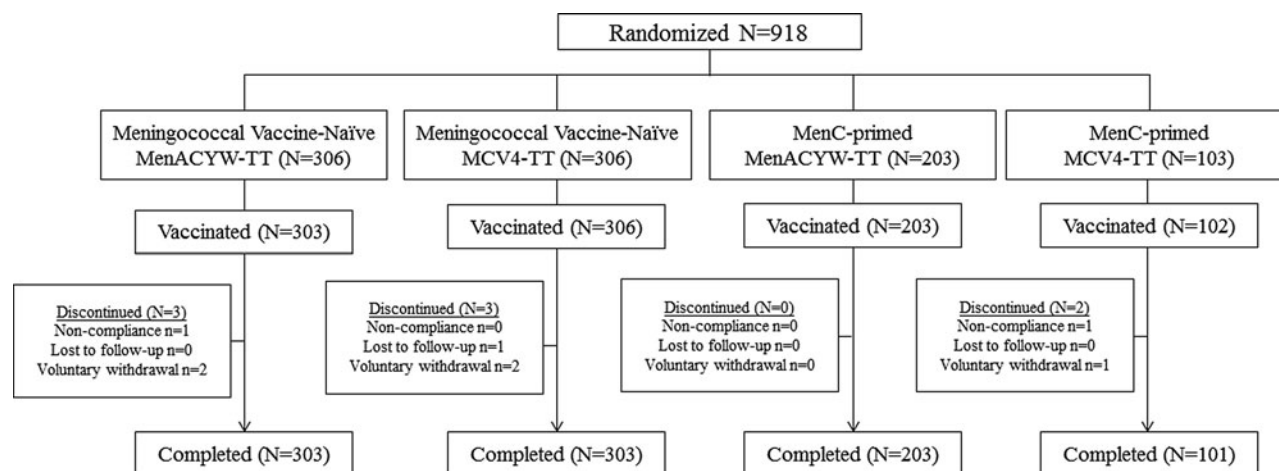 Randomized N=918
Meningococcal Vaccine-Naïve
MenACYW-TT (N=306)
Meningococcal Vaccine-Naïve
MCV4-TT (N=306)
MenC-primed
MenACYW-TT (N=203)
MenC-primed
MCV4-TT (N=103)
Vaccinated (N=303)
Vaccinated (N=306)
Vaccinated (N=203)
Vaccinated (N=102)
Discontinued (N=3)
Non-compliance n=1
Lost to follow-up n=0
Voluntary withdrawal n=2
Discontinued (N=3)
Non-compliance n=0
Lost to follow-up n=1
Voluntary withdrawal n=2
Discontinued (N=0)
Non-compliance n=0
Lost to follow-up n=0
Voluntary withdrawal n=0
Discontinued (N=2)
Non-compliance n=1
Lost to follow-up n=0
Voluntary withdrawal n=1
Completed (N=303)
Completed (N=303)
Completed (N=203)
Completed (N=101)